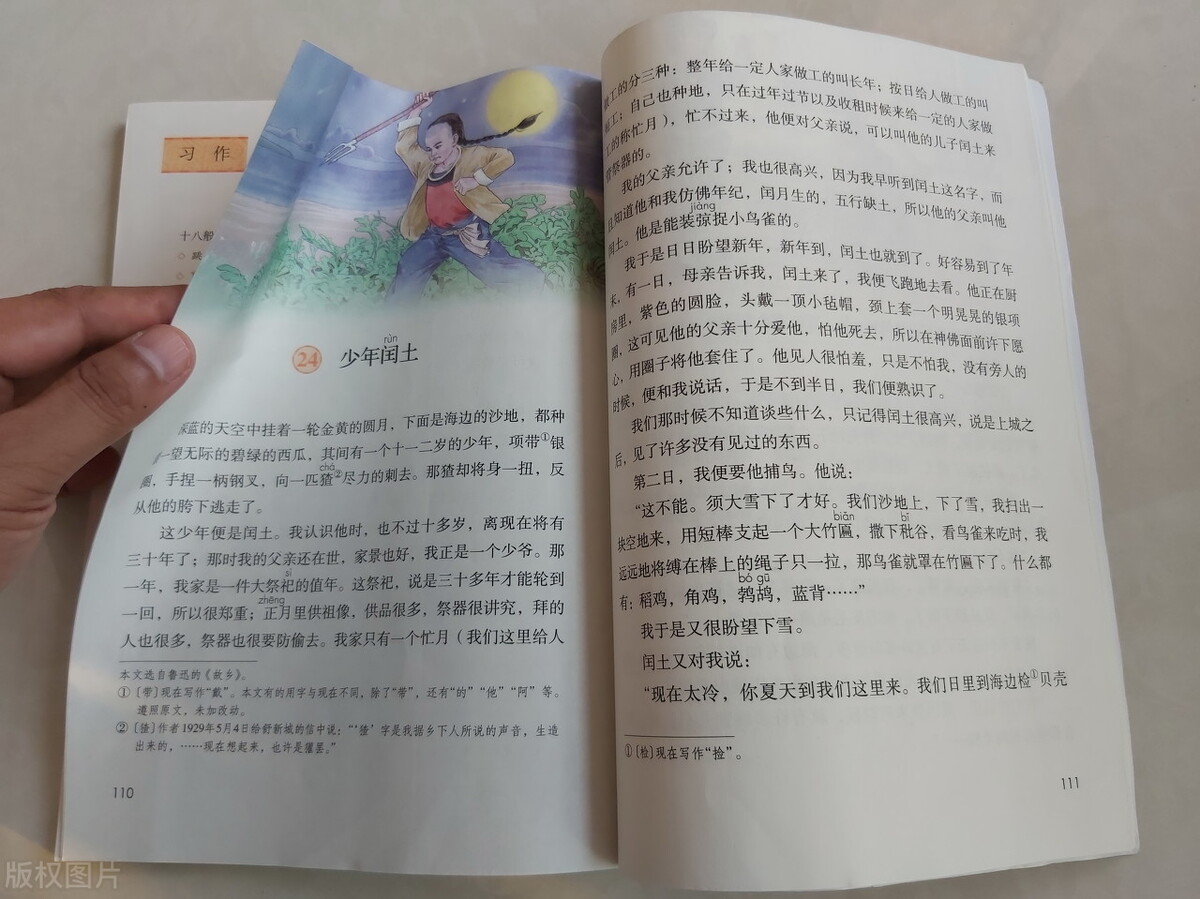 习作
十八般
24 少年闰土
rùn
深蓝的天空中挂着一轮金黄的圆月，下面是海边的沙地，都种
一望无际的碧绿的西瓜，其间有一个十一二岁的少年，项带①银
圈，手捏一柄钢叉，向一匹猹②尽力的刺去。那猹却将身一扭，反
chá
从他的胯下逃走了。
这少年便是闰土。我认识他时，也不过十多岁，离现在将有
三十年了；那时我的父亲还在世，家景也好，我正是一个少爷。那
一年，我家是一件大祭祀的值年。这祭祀，说是三十多年才能轮到
sì
一回，所以很郑重；正月里供祖像，供品很多，祭器很讲究，拜的
zhēng
人也很多，祭器也很要防偷去。我家只有一个忙月（我们这里给人
本文选自鲁迅的《故乡》。
①［带］现在写作“戴”。本文有的用字与现在不同，除了“带”，还有“的”“他”“阿”等。
遵照原文，未加改动。
②［猹］作者1929年5月4日给舒新城的信中说：“‘猹’字是我据乡下人所说的声音，生造
出来的，……现在想起来，也许是獾罢。”
110
做工的分三种：整年给一定人家做工的叫长年；按日给人做工的叫
短工；自己也种地，只在过年过节以及收租时候来给一定的人家做
工的称忙月），忙不过来，他便对父亲说，可以叫他的儿子闰土来
管祭器的。
我的父亲允许了；我也很高兴，因为我早听到闰土这名字，而
且知道他和我仿佛年纪，闰月生的，五行缺土，所以他的父亲叫他
jiàng
闰土。他是能装弶捉小鸟雀的。
我于是日日盼望新年，新年到，闰土也就到了。好容易到了年
末，有一日，母亲告诉我，闰土来了，我便飞跑地去看。他正在厨
房里，紫色的圆脸，头戴一顶小毡帽，颈上套一个明晃晃的银项
圈，这可见他的父亲十分爱他，怕他死去，所以在神佛面前许下愿
心，用圈子将他套住了。他见人很怕羞，只是不怕我，没有旁人的
时候，便和我说话，于是不到半日，我们便熟识了。
我们那时候不知道谈些什么，只记得闰土很高兴，说是上城之
后，见了许多没有见过的东西。
第二日，我便要他捕鸟。他说：
“这不能。须大雪下了才好。我们沙地上，下了雪，我扫出一
biǎn bǐ
块空地来，用短棒支起一个大竹匾，撒下秕谷，看鸟雀来吃时，我
远远地将缚在棒上的绳子只一拉，那鸟雀就罩在竹匾下了。什么都
bó gū
有：稻鸡，角鸡，鹁鸪，蓝背……”
我于是又很盼望下雪。
闰土又对我说：
“现在太冷，你夏天到我们这里来。我们日里到海边检①贝壳
①［检］现在写作“捡”。
111
版权图片